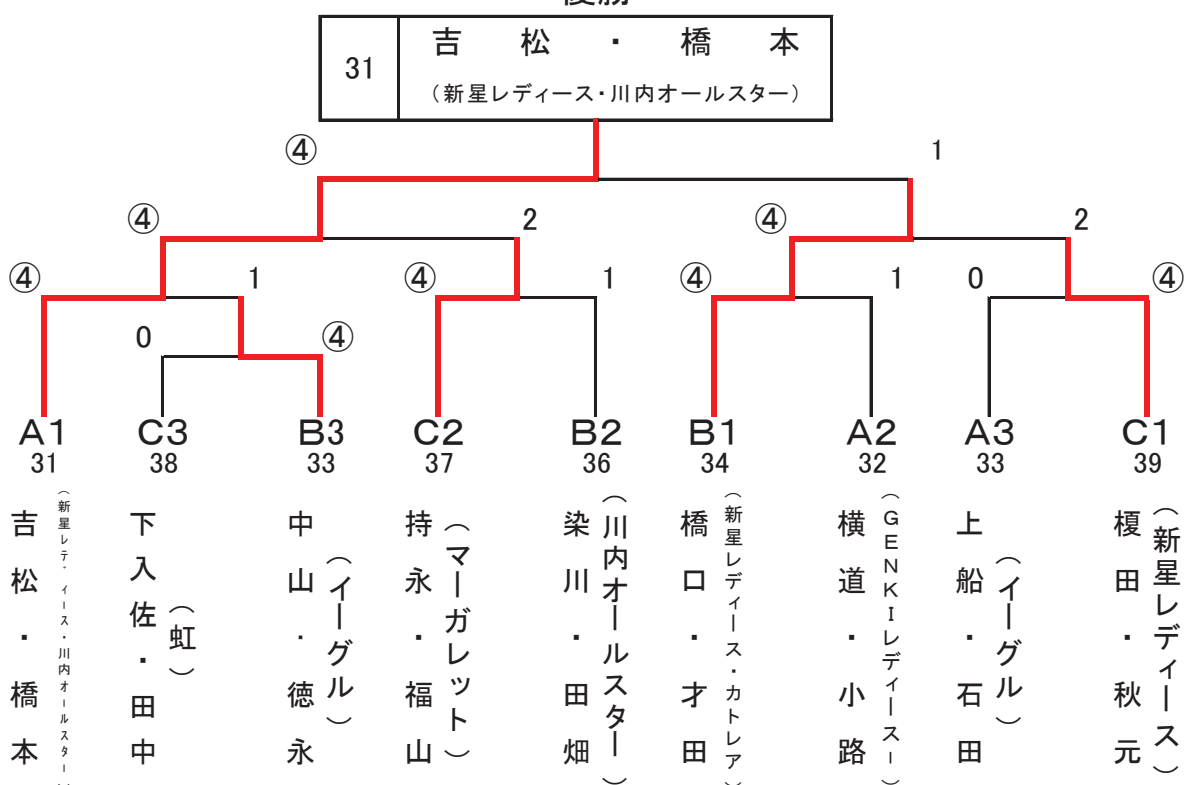 優勝
31
吉松・橋本
（新星レディース・川内オールスター）
④ 1
④ 2 ④ 2
④ 1 ④ 1 ④ 1 0 ④
0 ④
A1 C3 B3 C2 B2 B1 A2 A3 C1
31 38 33 37 36 34 32 33 39
吉松・橋本
（新星レディース・川内オールスター）
下入佐・田中
（虹）
中山・徳永
（イーグル）
持永・福山
（マーガレット）
染川・田畑
（川内オールスター）
橋口・才田
（新星レディース・カトレア）
横道・小路
（GENKIレディースー）
上船・石田
（イーグル）
榎田・秋元
（新星レディース）